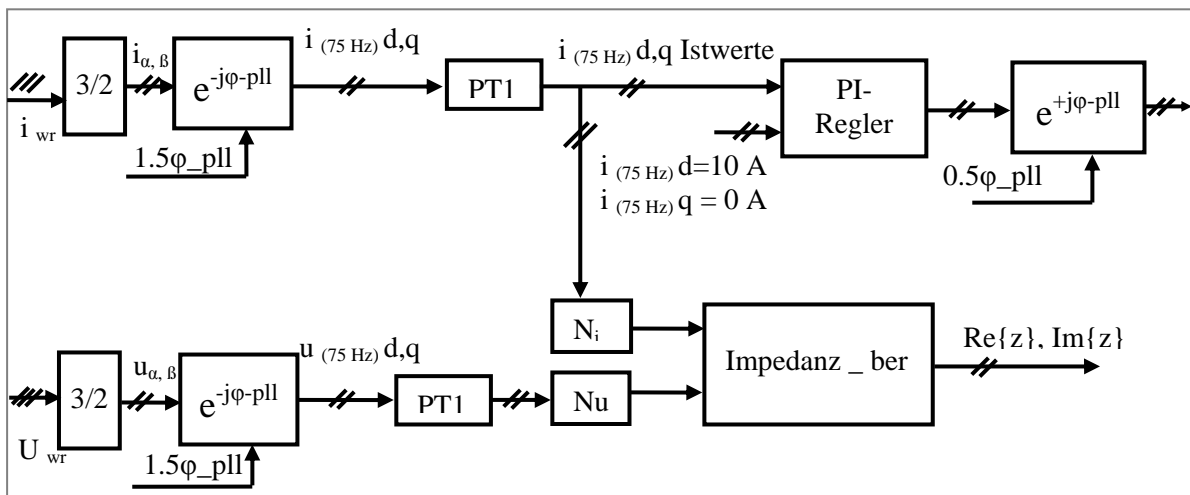 3/2
i α, ß
e-jφ-pll
i (75 Hz) d,q
PT1
i (75 Hz) d,q Istwerte
PI-
Regler
e+jφ-pll
i wr
1.5φ_pll
i (75 Hz) d=10 A
i (75 Hz) q = 0 A
0.5φ_pll
Ni
Impedanz _ ber
Re{z}, Im{z}
3/2
u α, ß
e-jφ-pll
u (75 Hz) d,q
PT1
Nu
U wr
1.5φ_pll